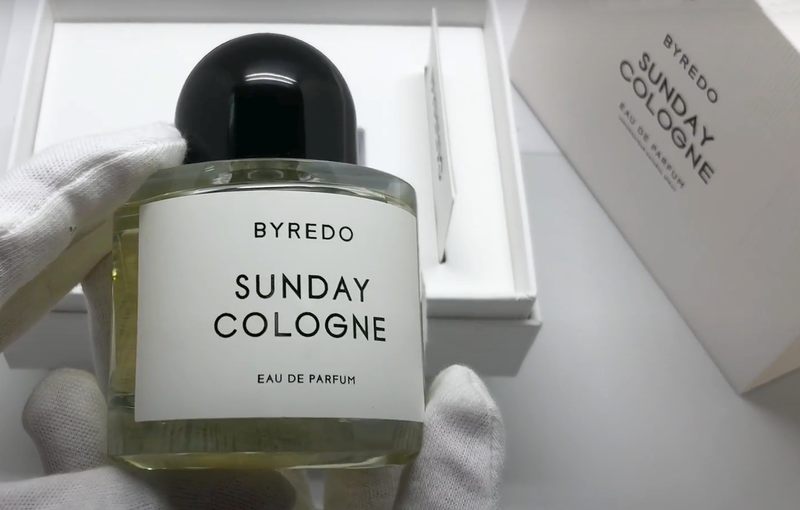 BYREDO
SUNDAY
COLOGNE
EAU DE PARFUM
BYREDO
SUNDAY
COLOGNE
EAU DE PARFUM